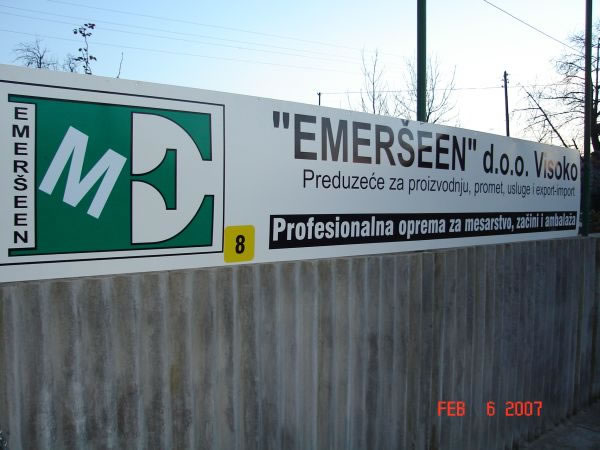 EMERŠEEN
ME
"EMERŠEEN" d.o.o. Visoko
Preduzeće za proizvodnju, promet, usluge i export-import
8
Profesionalna oprema za mesarstvo, začini i ambalaža
FEB 6 2007